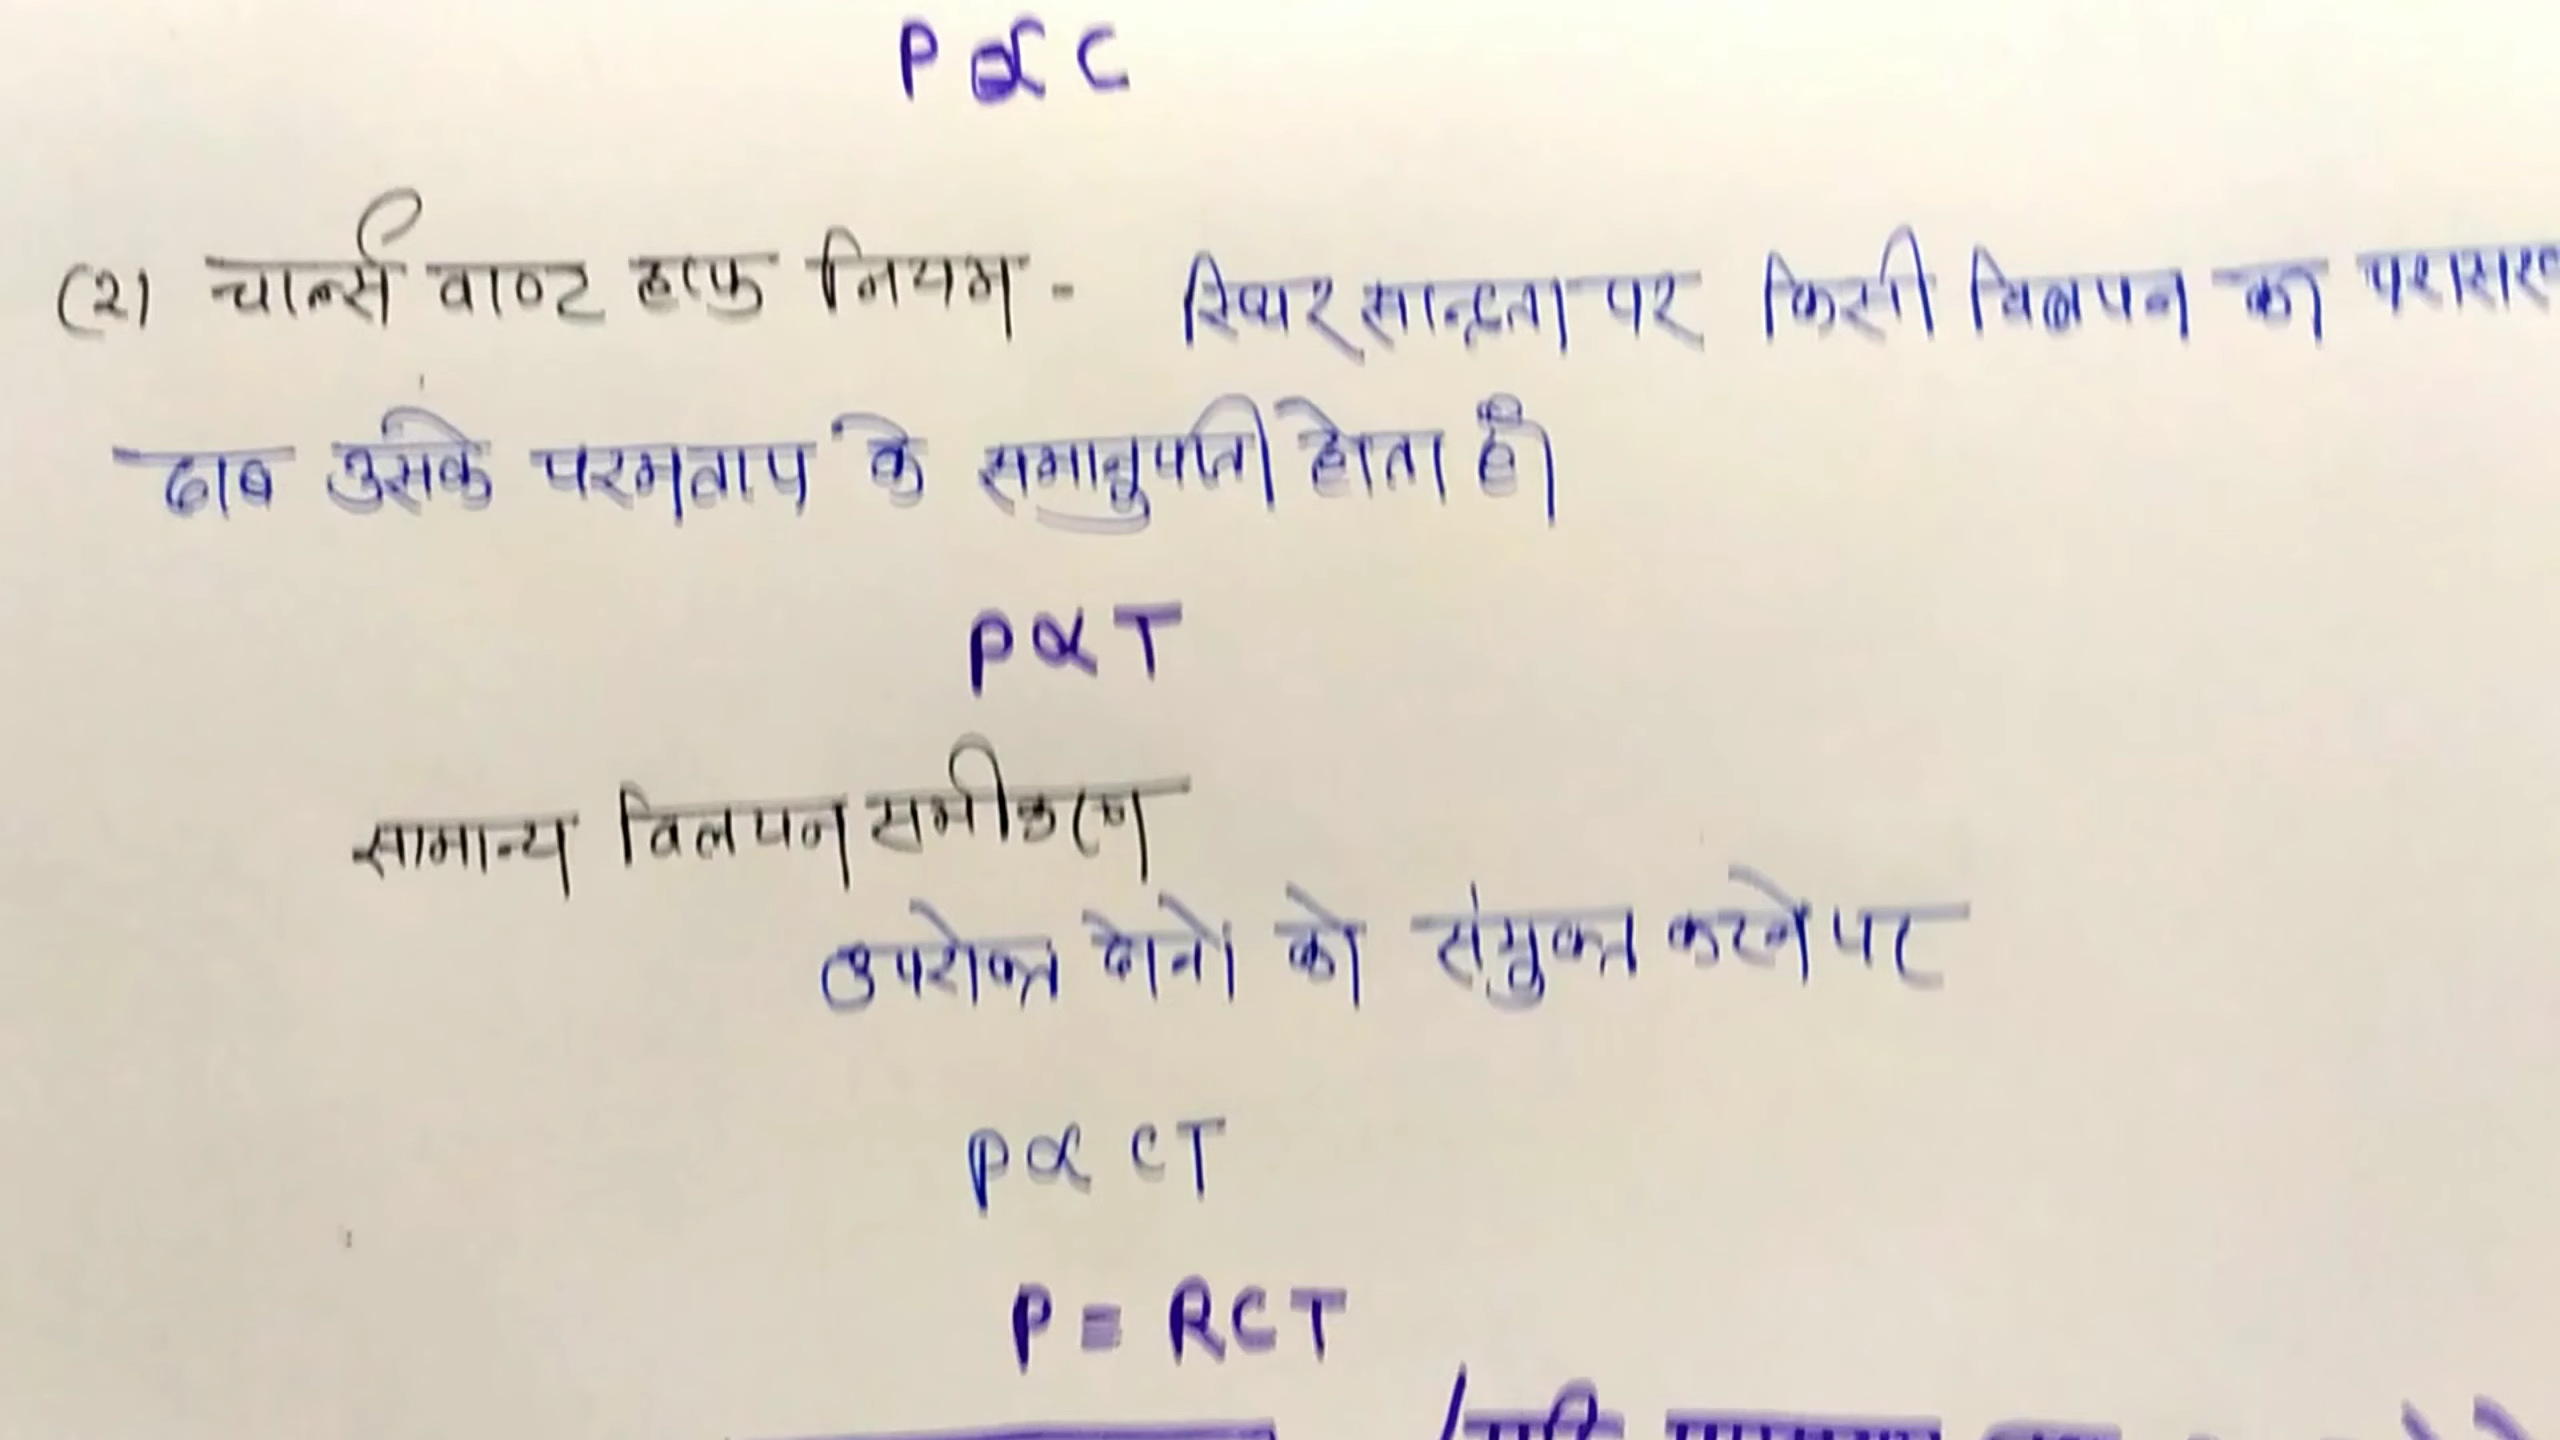 P ∝ C
(2) चार्ल्स वाण्ट हाफ नियम - स्थिर सान्द्रता पर किसी विलयन का परासरण
दाब उसके परमताप के समानुपाती होता है।
P ∝ T
सामान्य विलयन समीकरण
उपरोक्त दोनो को संयुक्त करने पर
P ∝ CT
P = RCT